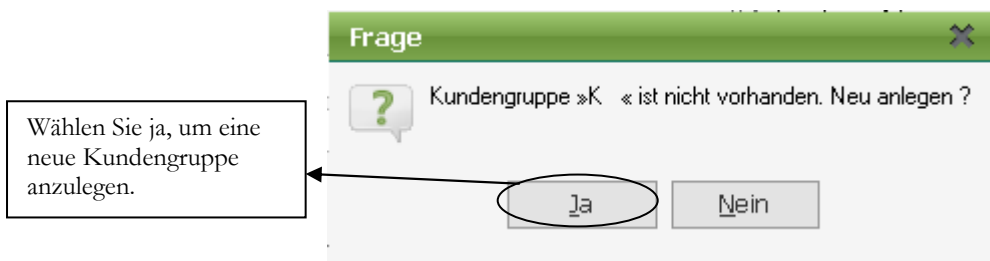 Frage
Kundengruppe »K « ist nicht vorhanden. Neu anlegen ?
Wählen Sie ja, um eine
neue Kundengruppe
anzulegen.
Ja
Nein